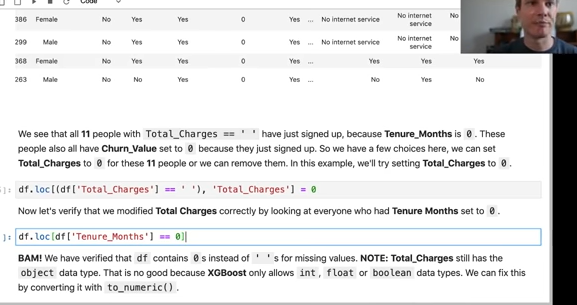 Code
386 Female No Yes Yes 0 Yes ... No internet service No internet service No
299 Male No Yes Yes 0 Yes ... No internet service No internet service No
368 Female No Yes Yes 0 Yes ... Yes Yes Yes
263 Male No No Yes 0 Yes ... No Yes No
We see that all 11 people with Total_Charges == ' ' have just signed up, because Tenure_Months is 0. These
people also all have Churn_Value set to 0 because they just signed up. So we have a few choices here, we can set
Total_Charges to 0 for these 11 people or we can remove them. In this example, we'll try setting Total_Charges to 0.
df.loc[(df['Total_Charges'] == ' '), 'Total_Charges'] = 0
Now let's verify that we modified Total Charges correctly by looking at everyone who had Tenure Months set to 0.
]: df.loc[df['Tenure_Months'] == 0]
BAM! We have verified that df contains 0s instead of ' 's for missing values. NOTE: Total_Charges still has the
object data type. That is no good because XGBoost only allows int, float or boolean data types. We can fix this
by converting it with to_numeric().